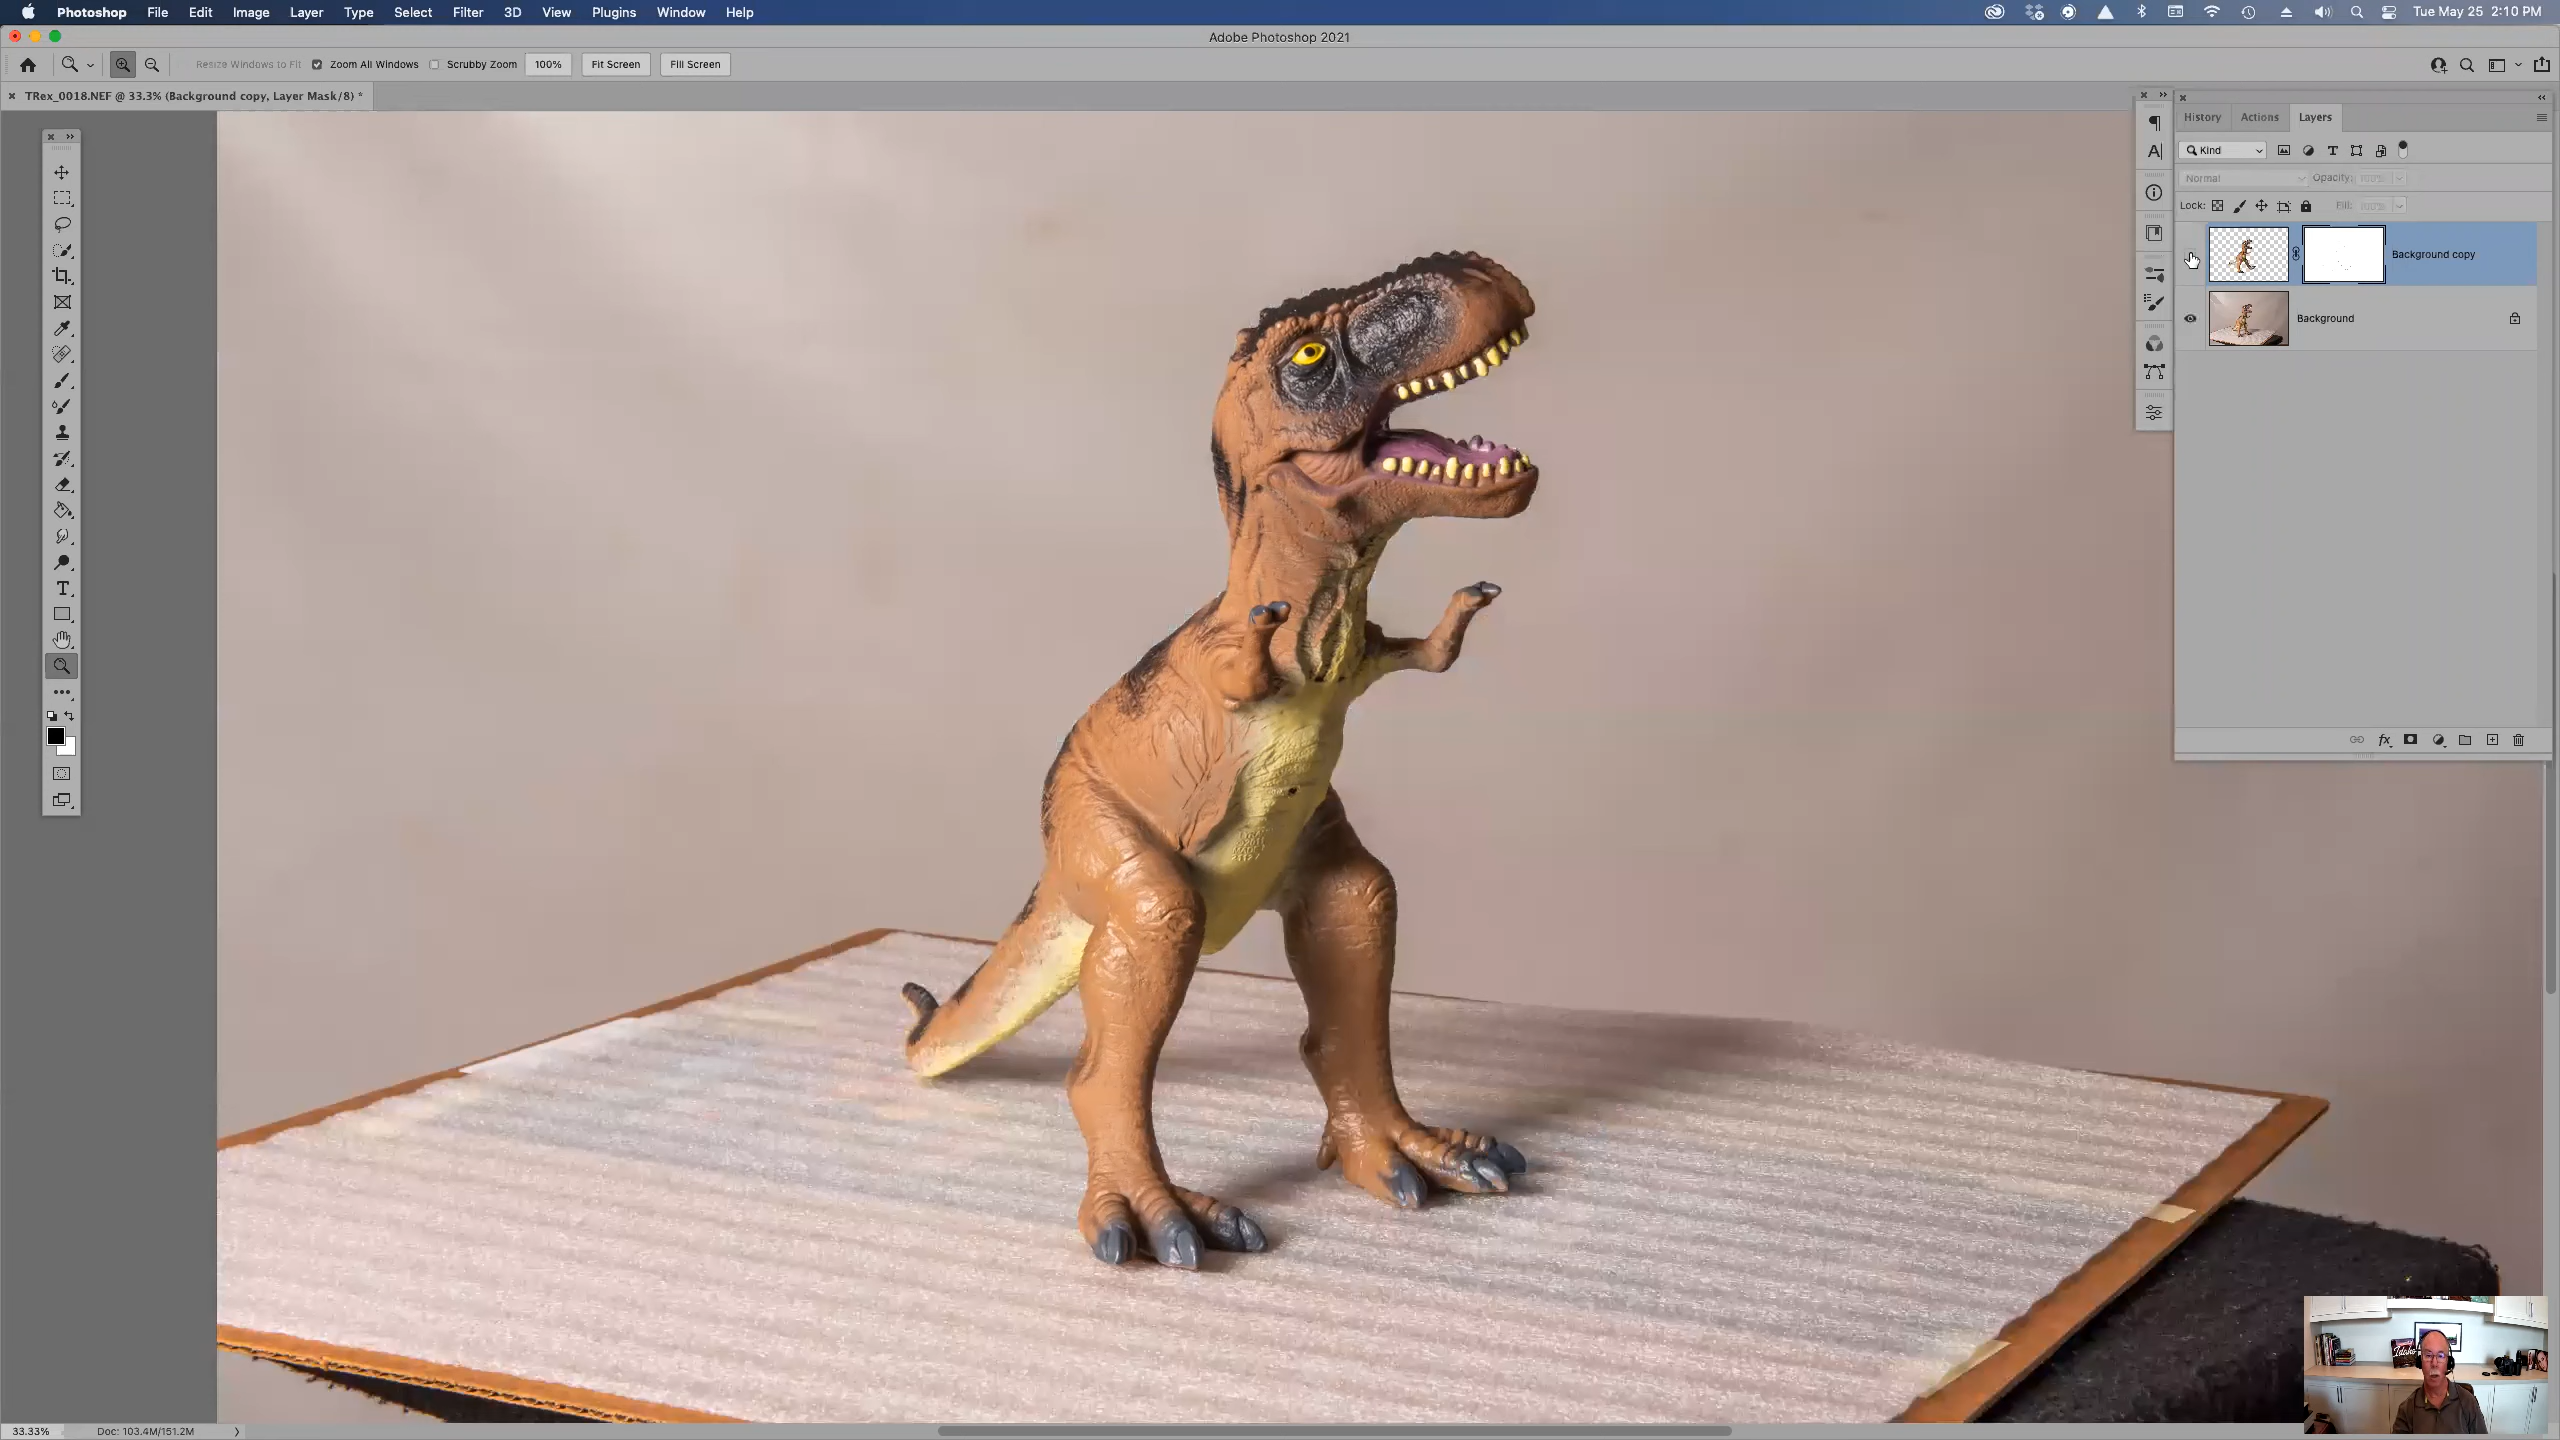 Photoshop File Edit Image Layer Type Select Filter 3D View Plugins Window Help Tue May 25 2:10 PM
Adobe Photoshop 2021
Resize Windows to Fit Zoom All Windows Scrubby Zoom 100% Fit Screen Fill Screen
TRex_0018.NEF @ 33.3% (Background copy, Layer Mask/8) *
History Actions Layers
Kind
Normal Opacity: 100%
Lock: Fill: 100%
Background copy
Background
Idaho
33.33% Doc: 103.4M/151.2M